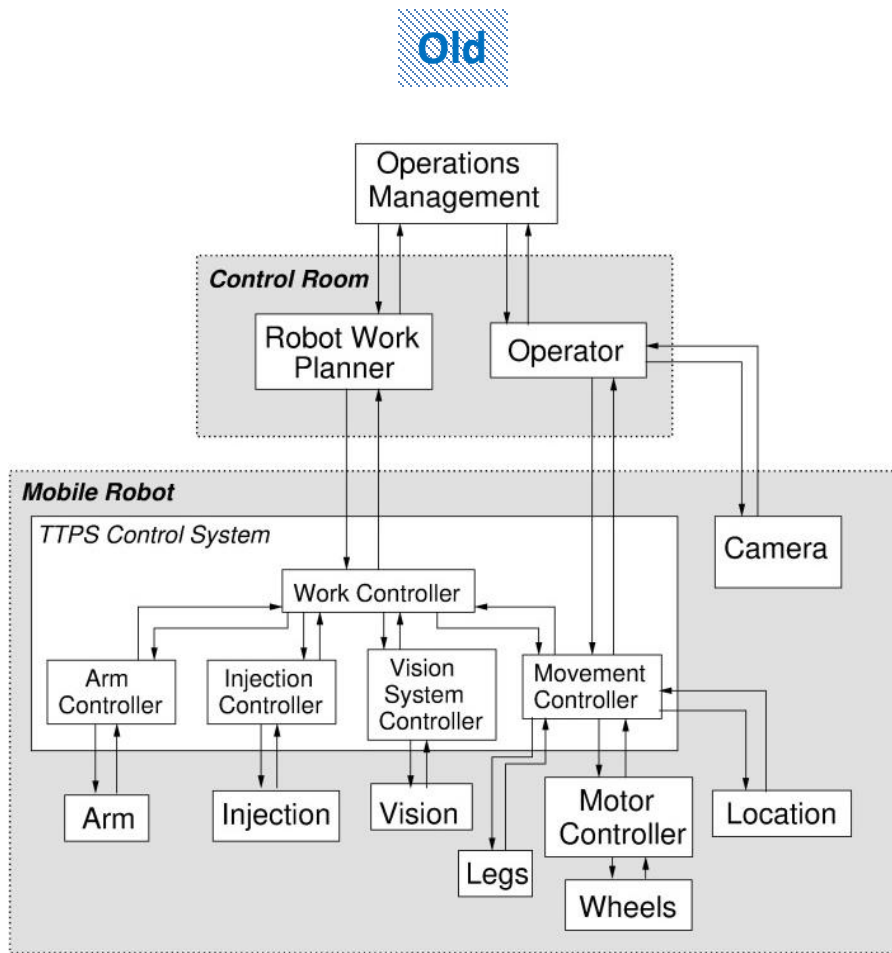 Old
Operations
Management
Control Room
Robot Work
Planner
Operator
Mobile Robot
TTPS Control System
Camera
Work Controller
Arm
Controller
Injection
Controller
Vision
System
Controller
Movement
Controller
Arm
Injection
Vision
Motor
Controller
Location
Legs
Wheels